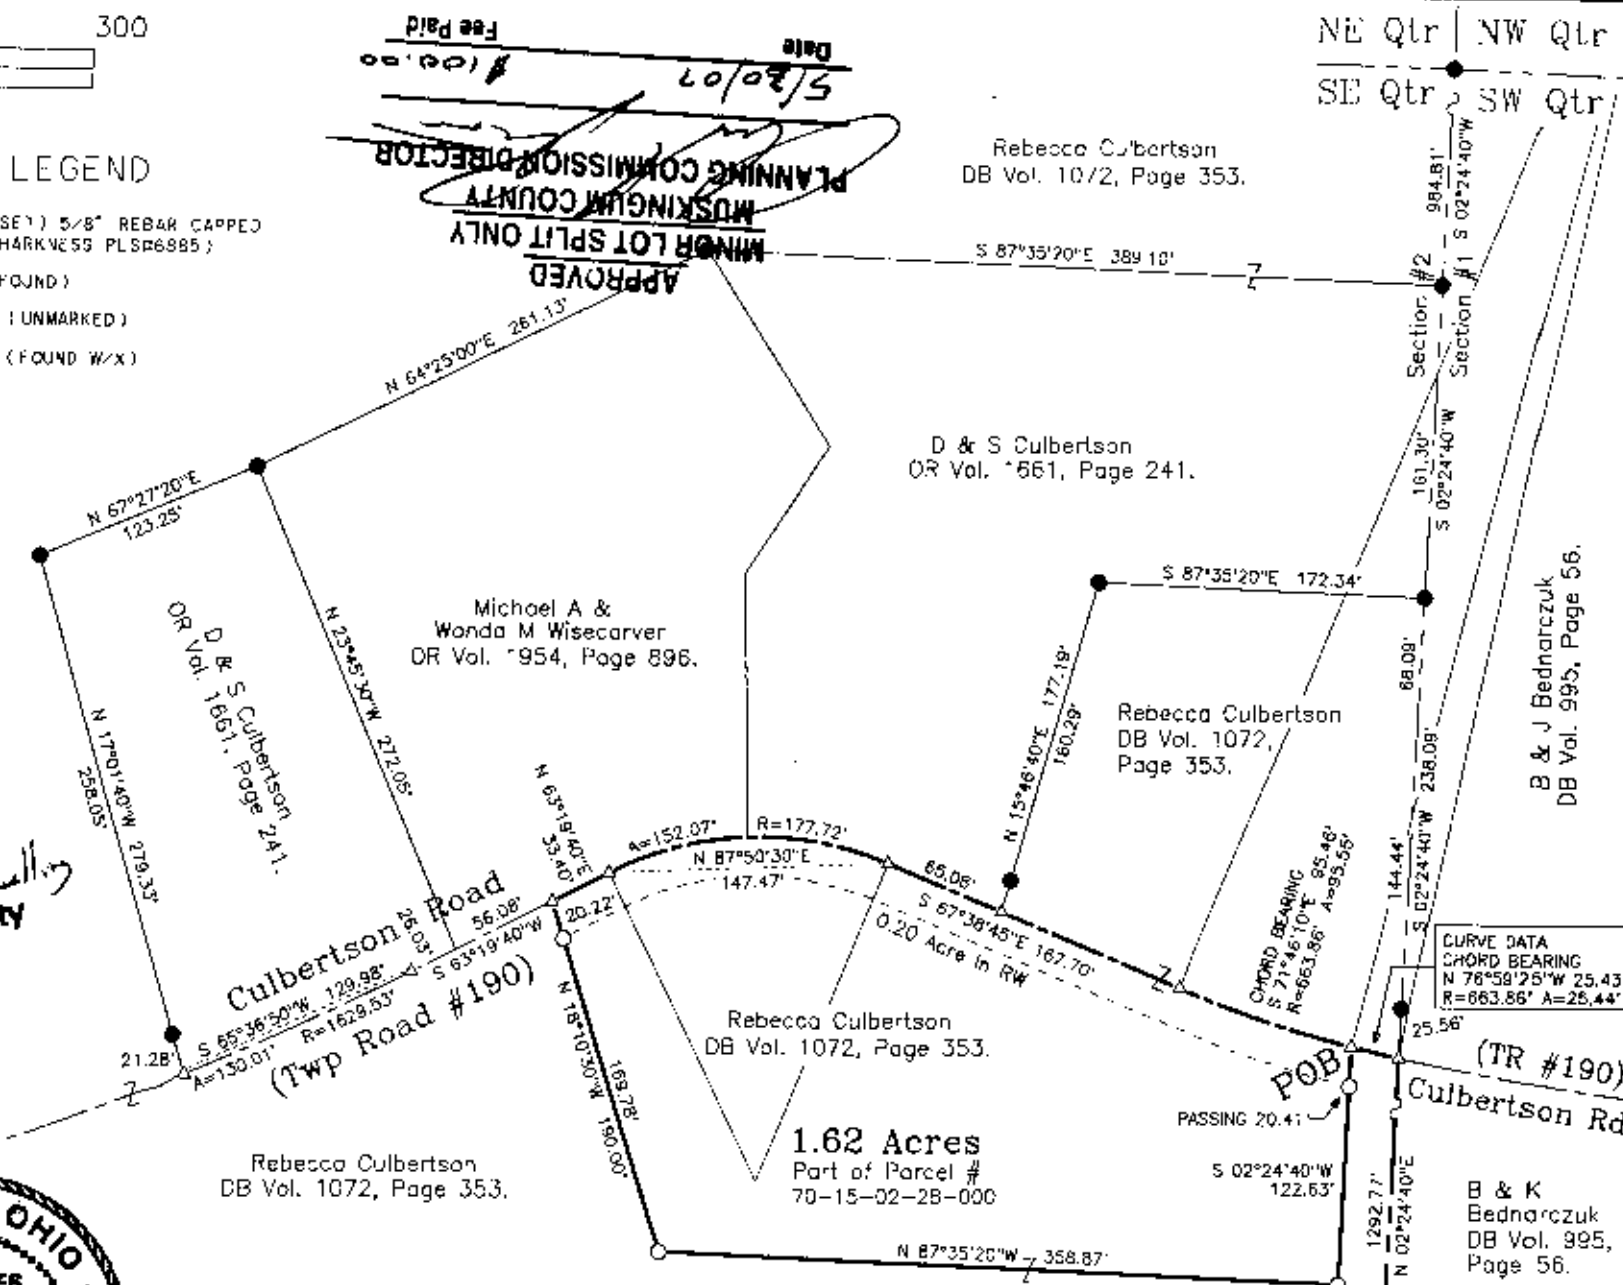 300
Fee Paid
Date
$100.00
5/30/07
PLANNING COMMISSION DIRECTOR
MUSKINGUM COUNTY
MINOR LOT SPLIT ONLY
APPROVED
NE Qtr
NW Qtr
SE Qtr
SW Qtr
LEGEND
SET) 5/8" REBAR CAPPED
HARKNESS PLS#6885)
FOUND)
(UNMARKED)
(FOUND W/X)
Rebecca Culbertson
DB Vol. 1072, Page 353.
984.81'
S 02°24'40"W
S 87°35'20"E 389.10'
Section #2
Section #1
N 64°25'00"E 261.13'
161.30'
S 02°24'40"W
D & S Culbertson
OR Vol. 1661, Page 241.
N 67°27'20"E
123.25'
S 87°35'20"E 172.34'
B & J Bednarczuk
DB Vol. 995, Page 56.
Michael A &
Wonda M Wisecarver
OR Vol. 1954, Page 896.
N 23°45'30"W 272.05'
D & S Culbertson
OR Vol. 1661, Page 241.
N 17°01'40"W 279.33'
258.05'
N 15°46'40"E 177.19'
160.29'
68.09'
Rebecca Culbertson
DB Vol. 1072,
Page 353.
S 02°24'40"W 238.09'
144.44'
N 63°19'40"E
33.40'
A=152.07' R=177.72'
N 87°50'30"E
147.47'
65.08'
S 67°38'45"E 167.70'
0.20 Acre in RW
CHORD BEARING
S 71°46'10"E 95.46'
R=663.86' A=95.55'
CURVE DATA
CHORD BEARING
N 76°59'25"W 25.43
R=663.86' A=25.44'
25.56'
Culbertson Road
(Twp Road #190)
26.03'
56.08'
S 63°19'40"W
20.22'
S 65°36'50"W 129.98'
A=130.01' R=1629.53'
21.28'
N 18°10'30"W 190.00'
169.78'
Rebecca Culbertson
DB Vol. 1072, Page 353.
POB
(TR #190)
Culbertson Rd
PASSING 20.41
S 02°24'40"W
122.63'
1.62 Acres
Part of Parcel #
70-15-02-28-000
Rebecca Culbertson
DB Vol. 1072, Page 353.
N 87°35'20"W 358.87'
1292.77'
N 02°24'40"E
B & K
Bednarczuk
DB Vol. 995,
Page 56.
OHIO